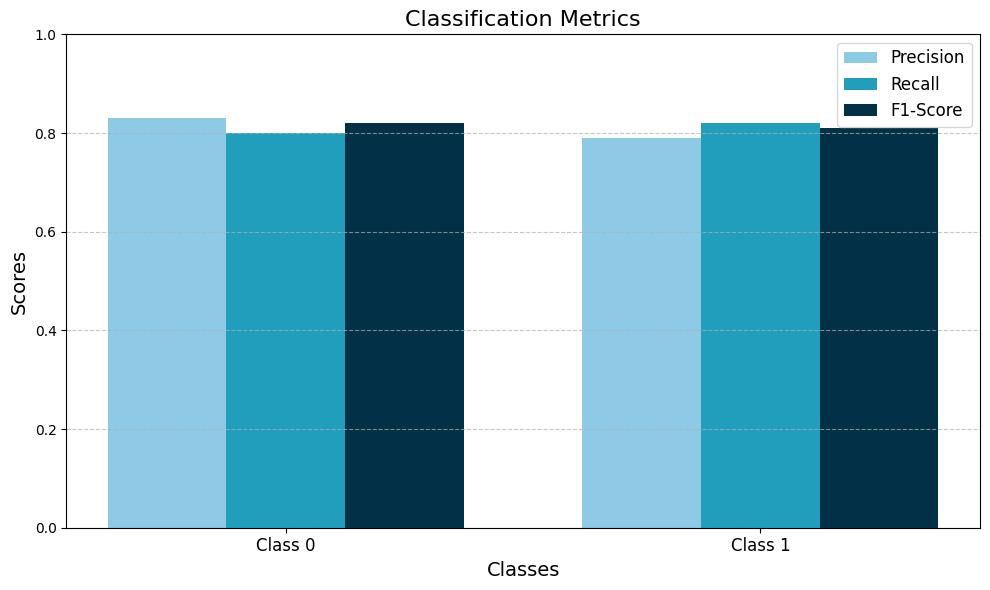 Classification Metrics
1.0
0.8
0.6
0.4
0.2
0.0
Scores
Precision
Recall
F1-Score
Class 0
Class 1
Classes